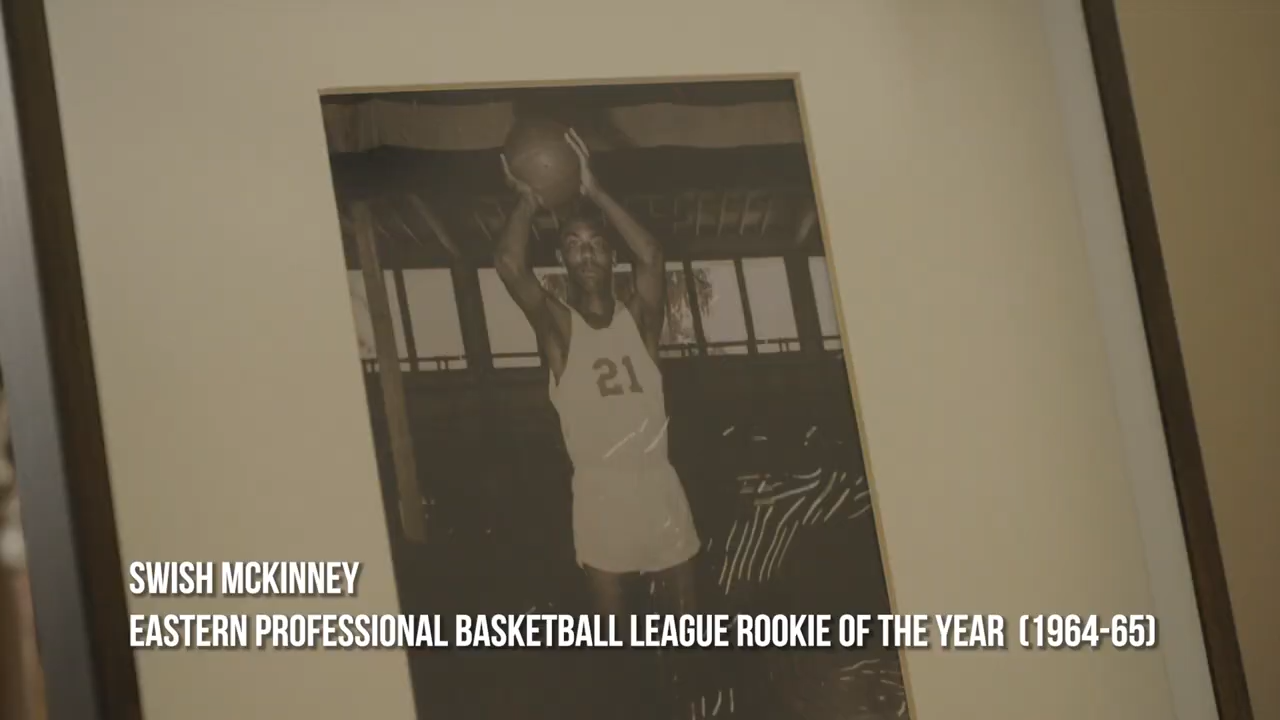 21
SWISH MCKINNEY
EASTERN PROFESSIONAL BASKETBALL LEAGUE ROOKIE OF THE YEAR (1964-65)